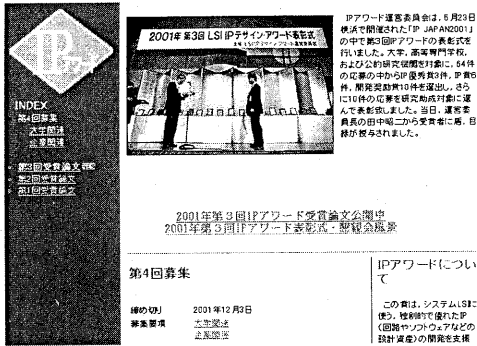 INDEX
第4回募集
大学関連
企業関連
第3回受賞論文
第2回受賞論文
第1回受賞論文
2001年 第3回 LSI IPデザイン・アワード表彰式
IPアワード運営委員会は、5月23日
横浜で開催された「IP JAPAN2001」
の中で第3回IPアワードの表彰式を
行いました。大学、高等専門学校、
および公的研究機関を対象に、54件
の応募の中からIP優秀賞3件、IP賞6
件、開発奨励賞10件を選出し、さら
に10件の応募を研究助成対象に選
んで表彰致しました。当日、運営委
員長の田中昭二から受賞者に盾、目
録が授与されました。
2001年第3回IPアワード受賞論文公開中
2001年第3回IPアワード表彰式・懇親会風景
第4回募集
締め切り 2001年12月3日
募集要項 大学関連
企業関連
IPアワードについ
て
この賞は、システムLSIに
使う、独創的で優れたIP
(回路やソフトウェアなどの
設計資産)の開発を支援